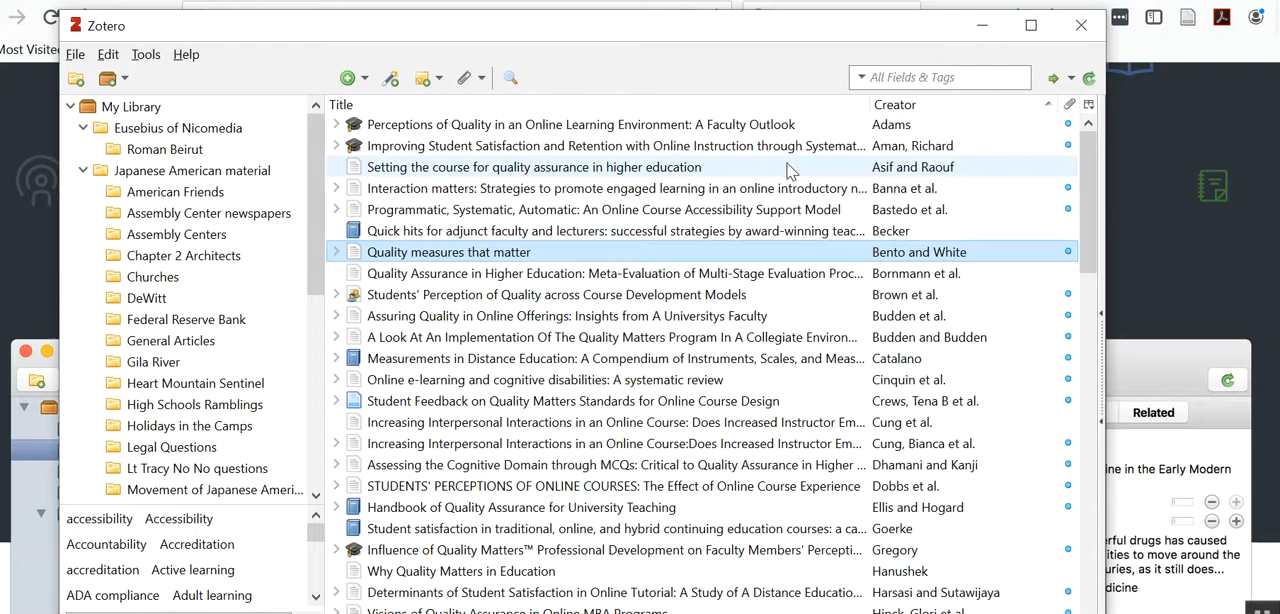 Most Visite
Zotero
File Edit Tools Help
All Fields & Tags
My Library
Eusebius of Nicomedia
Roman Beirut
Japanese American material
American Friends
Assembly Center newspapers
Assembly Centers
Chapter 2 Architects
Churches
DeWitt
Federal Reserve Bank
General Articles
Gila River
Heart Mountain Sentinel
High Schools Ramblings
Holidays in the Camps
Legal Questions
Lt Tracy No No questions
Movement of Japanese Ameri...
accessibility Accessibility
Accountability Accreditation
accreditation Active learning
ADA compliance Adult learning
Title Creator
Perceptions of Quality in an Online Learning Environment: A Faculty Outlook Adams
Improving Student Satisfaction and Retention with Online Instruction through Systemat... Aman, Richard
Setting the course for quality assurance in higher education Asif and Raouf
Interaction matters: Strategies to promote engaged learning in an online introductory n... Banna et al.
Programmatic, Systematic, Automatic: An Online Course Accessibility Support Model Bastedo et al.
Quick hits for adjunct faculty and lecturers: successful strategies by award-winning teac... Becker
Quality measures that matter Bento and White
Quality Assurance in Higher Education: Meta-Evaluation of Multi-Stage Evaluation Proc... Bornmann et al.
Students' Perception of Quality across Course Development Models Brown et al.
Assuring Quality in Online Offerings: Insights from A Universitys Faculty Budden et al.
A Look At An Implementation Of The Quality Matters Program In A Collegiate Environ... Budden and Budden
Measurements in Distance Education: A Compendium of Instruments, Scales, and Meas... Catalano
Online e-learning and cognitive disabilities: A systematic review Cinquin et al.
Student Feedback on Quality Matters Standards for Online Course Design Crews, Tena B et al.
Increasing Interpersonal Interactions in an Online Course: Does Increased Instructor Em... Cung et al.
Increasing Interpersonal Interactions in an Online Course:Does Increased Instructor Em... Cung, Bianca et al.
Assessing the Cognitive Domain through MCQs: Critical to Quality Assurance in Higher ... Dhamani and Kanji
STUDENTS' PERCEPTIONS OF ONLINE COURSES: The Effect of Online Course Experience Dobbs et al.
Handbook of Quality Assurance for University Teaching Ellis and Hogard
Student satisfaction in traditional, online, and hybrid continuing education courses: a ca... Goerke
Influence of Quality Matters™ Professional Development on Faculty Members' Percepti... Gregory
Why Quality Matters in Education Hanushek
Determinants of Student Satisfaction in Online Tutorial: A Study of A Distance Educatio... Harsasi and Sutawijaya
Visions of Quality in Online MBA Programs Hinck, Glori et al.
Related
ine in the Early Modern
erful drugs has caused
ities to move around the
uries, as it still does...
dicine